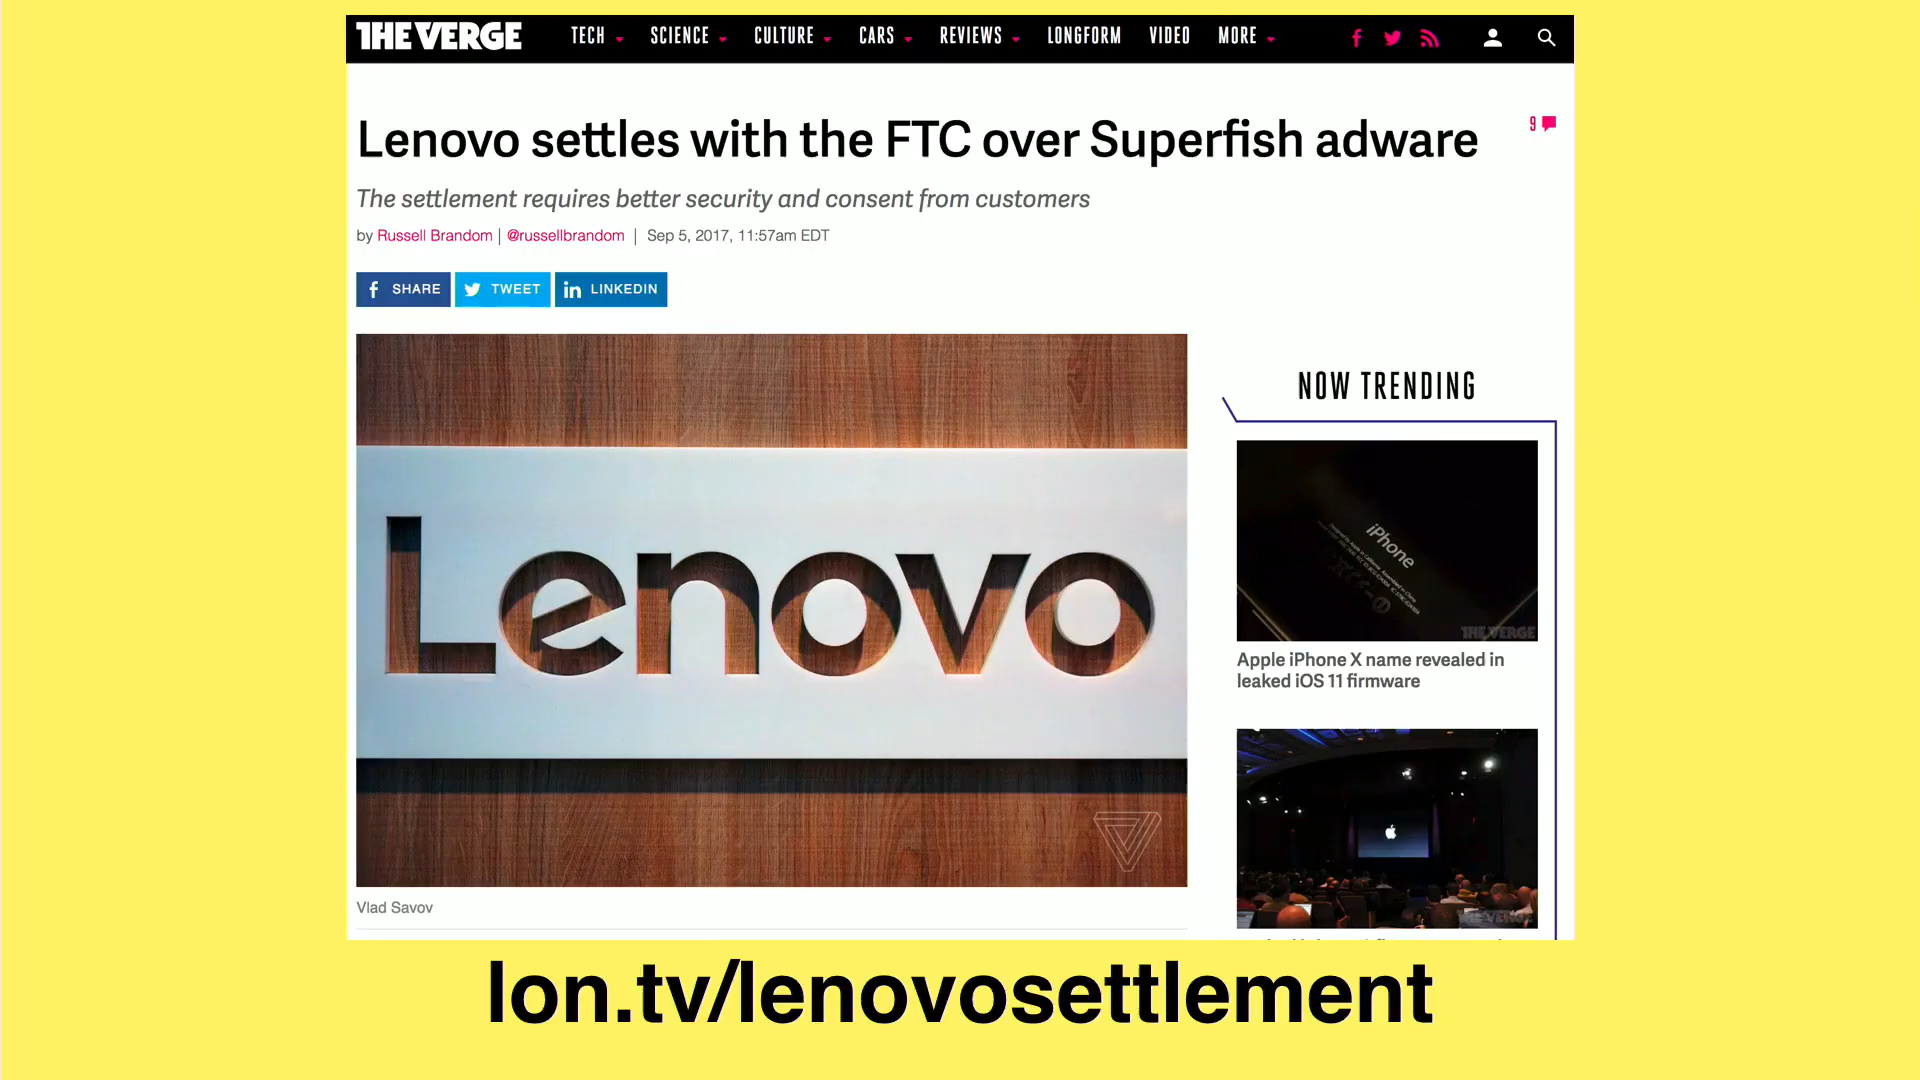 THE VERGE
TECH SCIENCE CULTURE CARS REVIEWS LONGFORM VIDEO MORE
Lenovo settles with the FTC over Superfish adware
9
The settlement requires better security and consent from customers
by Russell Brandom | @russellbrandom | Sep 5, 2017, 11:57am EDT
SHARE TWEET LINKEDIN
Lenovo
NOW TRENDING
iPhone
THE VERGE
Apple iPhone X name revealed in
leaked iOS 11 firmware
Vlad Savov
lon.tv/lenovosettlement